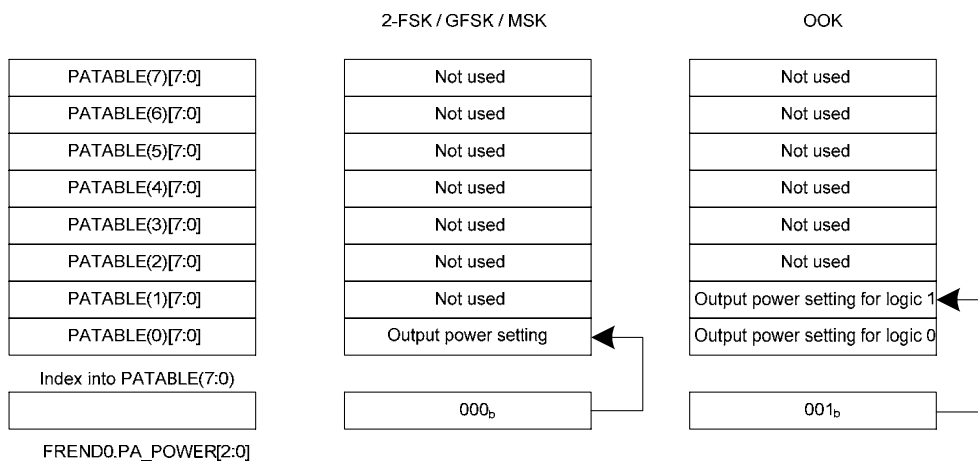 2-FSK / GFSK / MSK OOK
PATABLE(7)[7:0] Not used Not used
PATABLE(6)[7:0] Not used Not used
PATABLE(5)[7:0] Not used Not used
PATABLE(4)[7:0] Not used Not used
PATABLE(3)[7:0] Not used Not used
PATABLE(2)[7:0] Not used Not used
PATABLE(1)[7:0] Not used Output power setting for logic 1
PATABLE(0)[7:0] Output power setting Output power setting for logic 0
Index into PATABLE(7:0)
000b 001b
FREND0.PA_POWER[2:0]